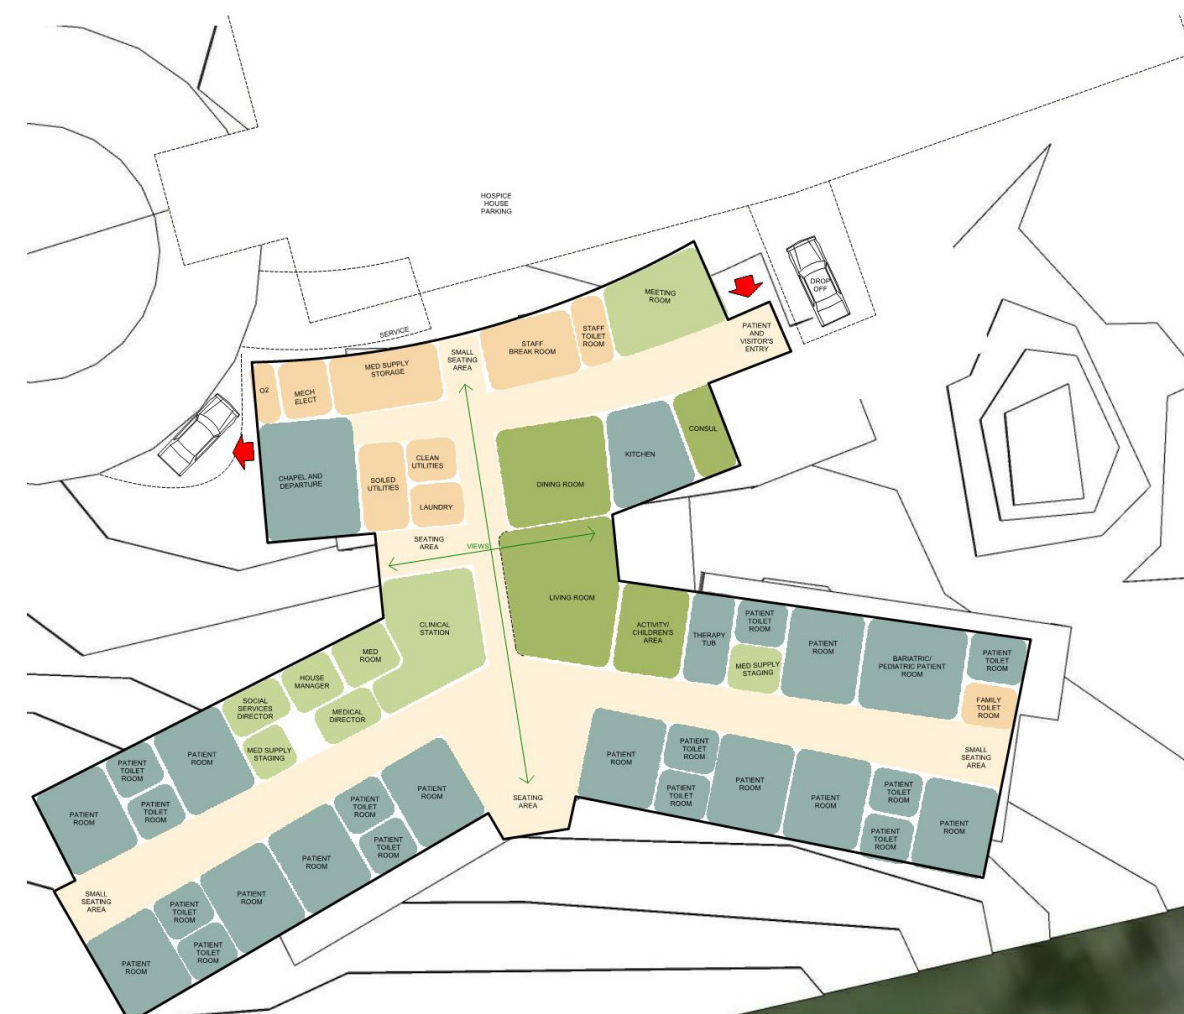 HOSPICE
HOUSE
PARKING
DROP
OFF
MEETING
ROOM
SERVICE
PATIENT
AND
VISITOR'S
ENTRY
STAFF
TOILET
ROOM
STAFF
BREAK ROOM
SMALL
SEATING
AREA
MED SUPPLY
STORAGE
MECH
ELECT
O2
CONSUL
KITCHEN
DINING ROOM
CLEAN
UTILITIES
SOILED
UTILITIES
LAUNDRY
CHAPEL AND
DEPARTURE
SEATING
AREA
VIEWS
LIVING ROOM
CLINICAL
STATION
MED
ROOM
HOUSE
MANAGER
SOCIAL
SERVICES
DIRECTOR
MEDICAL
DIRECTOR
MED SUPPLY
STAGING
ACTIVITY/
CHILDREN'S
AREA
THERAPY
TUB
PATIENT
TOILET
ROOM
MED SUPPLY
STAGING
PATIENT
ROOM
BARIATRIC/
PEDIATRIC PATIENT
ROOM
PATIENT
TOILET
ROOM
FAMILY
TOILET
ROOM
SMALL
SEATING
AREA
PATIENT
ROOM
PATIENT
TOILET
ROOM
PATIENT
TOILET
ROOM
PATIENT
ROOM
PATIENT
ROOM
PATIENT
TOILET
ROOM
PATIENT
TOILET
ROOM
PATIENT
ROOM
SEATING
AREA
PATIENT
ROOM
PATIENT
TOILET
ROOM
PATIENT
TOILET
ROOM
PATIENT
ROOM
PATIENT
ROOM
PATIENT
TOILET
ROOM
PATIENT
TOILET
ROOM
PATIENT
ROOM
PATIENT
ROOM
PATIENT
TOILET
ROOM
PATIENT
TOILET
ROOM
PATIENT
ROOM
SMALL
SEATING
AREA